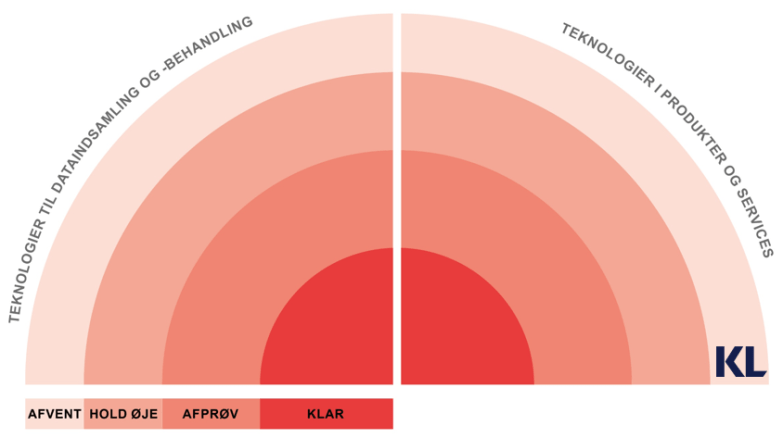 TEKNOLOGIER TIL DATAINDSAMLING OG -BEHANDLING
TEKNOLOGIER I PRODUKTER OG SERVICES
KL
AFVENT HOLD ØJE AFPRØV KLAR